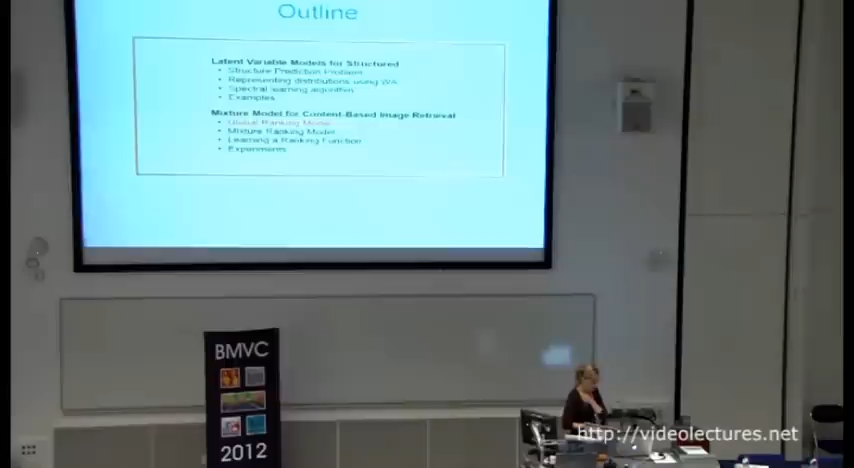 Outline
Latent Variable Models for Structured
• Structure Prediction Problem
• Representing distributions using WA
• Spectral learning algorithm
• Examples
Mixture Model for Content-Based Image Retrieval
• Global Ranking Model
• Mixture Ranking Model
• Learning a Ranking Function
• Experiments
BMVC
2012
http://videolectures.net